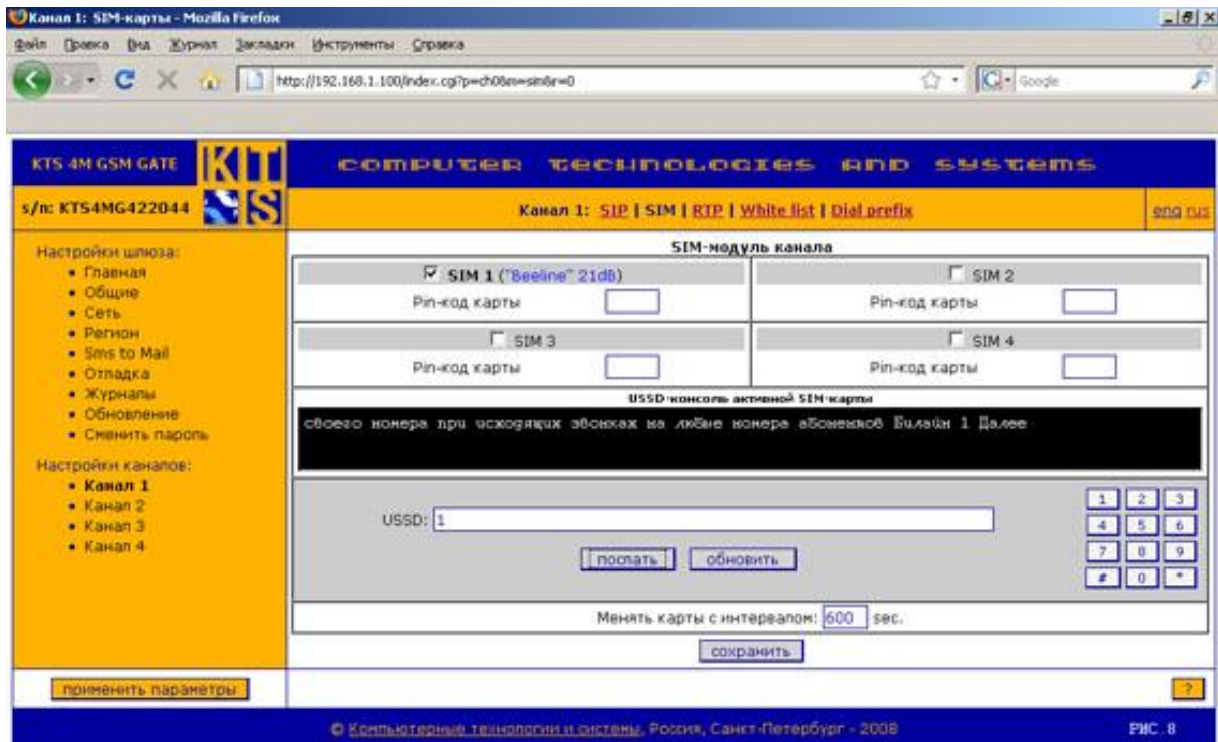 Канал 1: SIM-карты - Mozilla Firefox
Файл Правка Вид Журнал Закладки Инструменты Справка
http://192.168.1.100/index.cgi?p=ch0&m=sim&r=0
Google
KTS 4M GSM GATE
KTS
COMPUTER TECHNOLOGIES AND SYSTEMS
s/n: KTS4MG422044
Канал 1: SIP | SIM | RTP | White list | Dial prefix
eng rus
Настройки шлюза:
Главная
Общие
Сеть
Регион
Sms to Mail
Отладка
Журналы
Обновление
Сменить пароль
Настройки каналов:
Канал 1
Канал 2
Канал 3
Канал 4
SIM-модуль канала
SIM 1 ("Beeline" 21dB)
SIM 2
Pin-код карты
Pin-код карты
SIM 3
SIM 4
Pin-код карты
Pin-код карты
USSD-консоль активной SIM-карты
своего номера при исходящих звонках на любые номера абонентов Билайн 1 Далее
USSD: 1
послать обновить
1 2 3
4 5 6
7 8 9
# 0 *
Менять карты с интервалом: 600 sec.
сохранить
применить параметры
?
© Компьютерные технологии и системы, Россия, Санкт-Петербург - 2008
РИС.8